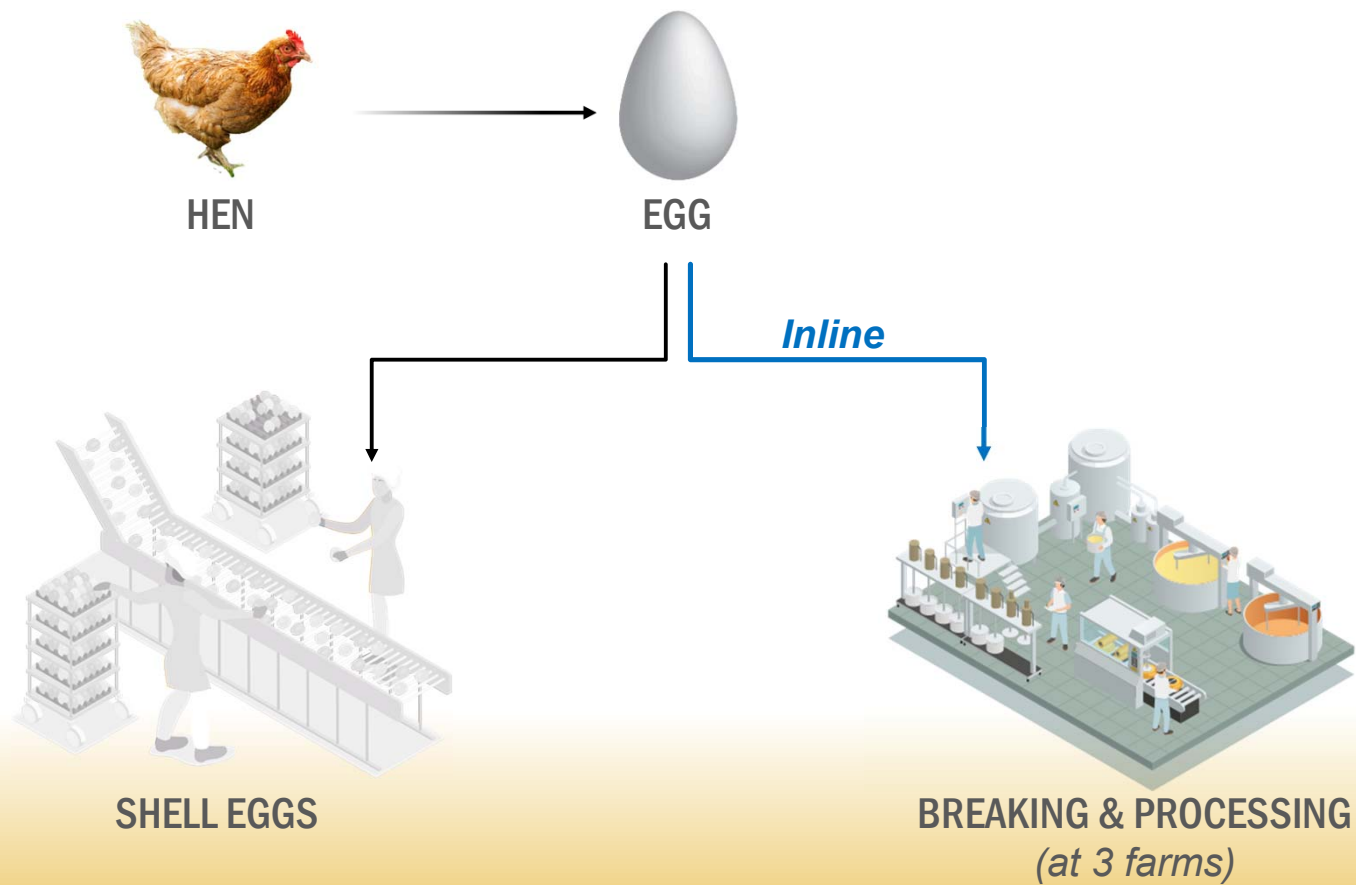 HEN
EGG
Inline
SHELL EGGS
BREAKING & PROCESSING
(at 3 farms)